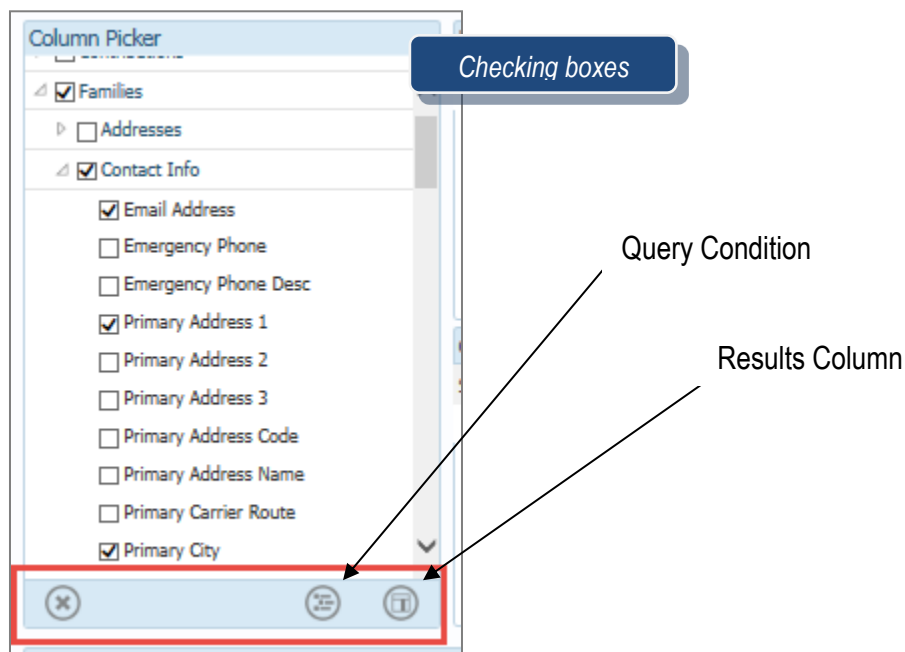 Column Picker
Checking boxes
Families
Addresses
Contact Info
Email Address
Emergency Phone
Emergency Phone Desc
Primary Address 1
Primary Address 2
Primary Address 3
Primary Address Code
Primary Address Name
Primary Carrier Route
Primary City
Query Condition
Results Column